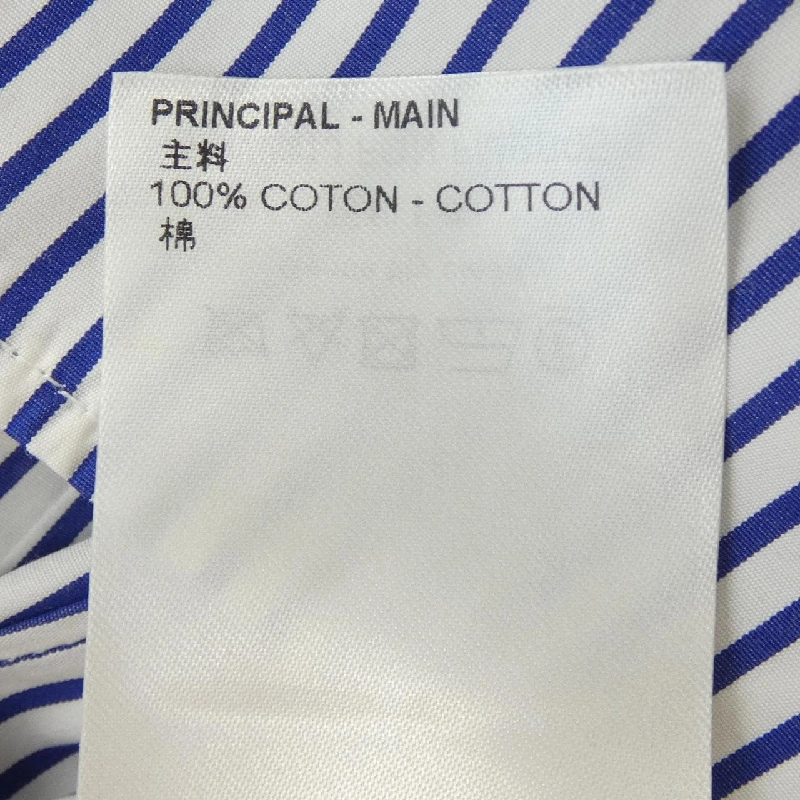 PRINCIPAL - MAIN
主料
100% COTON - COTTON
棉